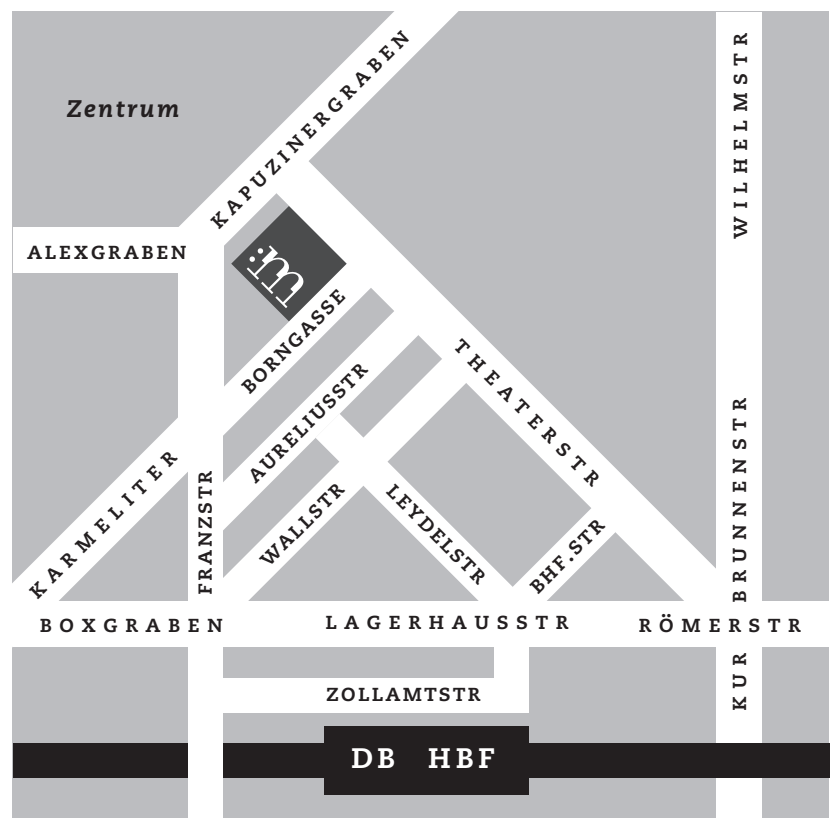 KAPUZINERGRABEN
WILHELMSTR
Zentrum
ALEXGRABEN
:m
BORNGASSE
THEATERSTR
AURELIUSSTR
KARMELITER
FRANZSTR
WALLSTR
LEYDELSTR
BHF.STR
BRUNNENSTR
BOXGRABEN
LAGERHAUSSTR
RÖMERSTR
KUR
ZOLLAMTSTR
DB HBF